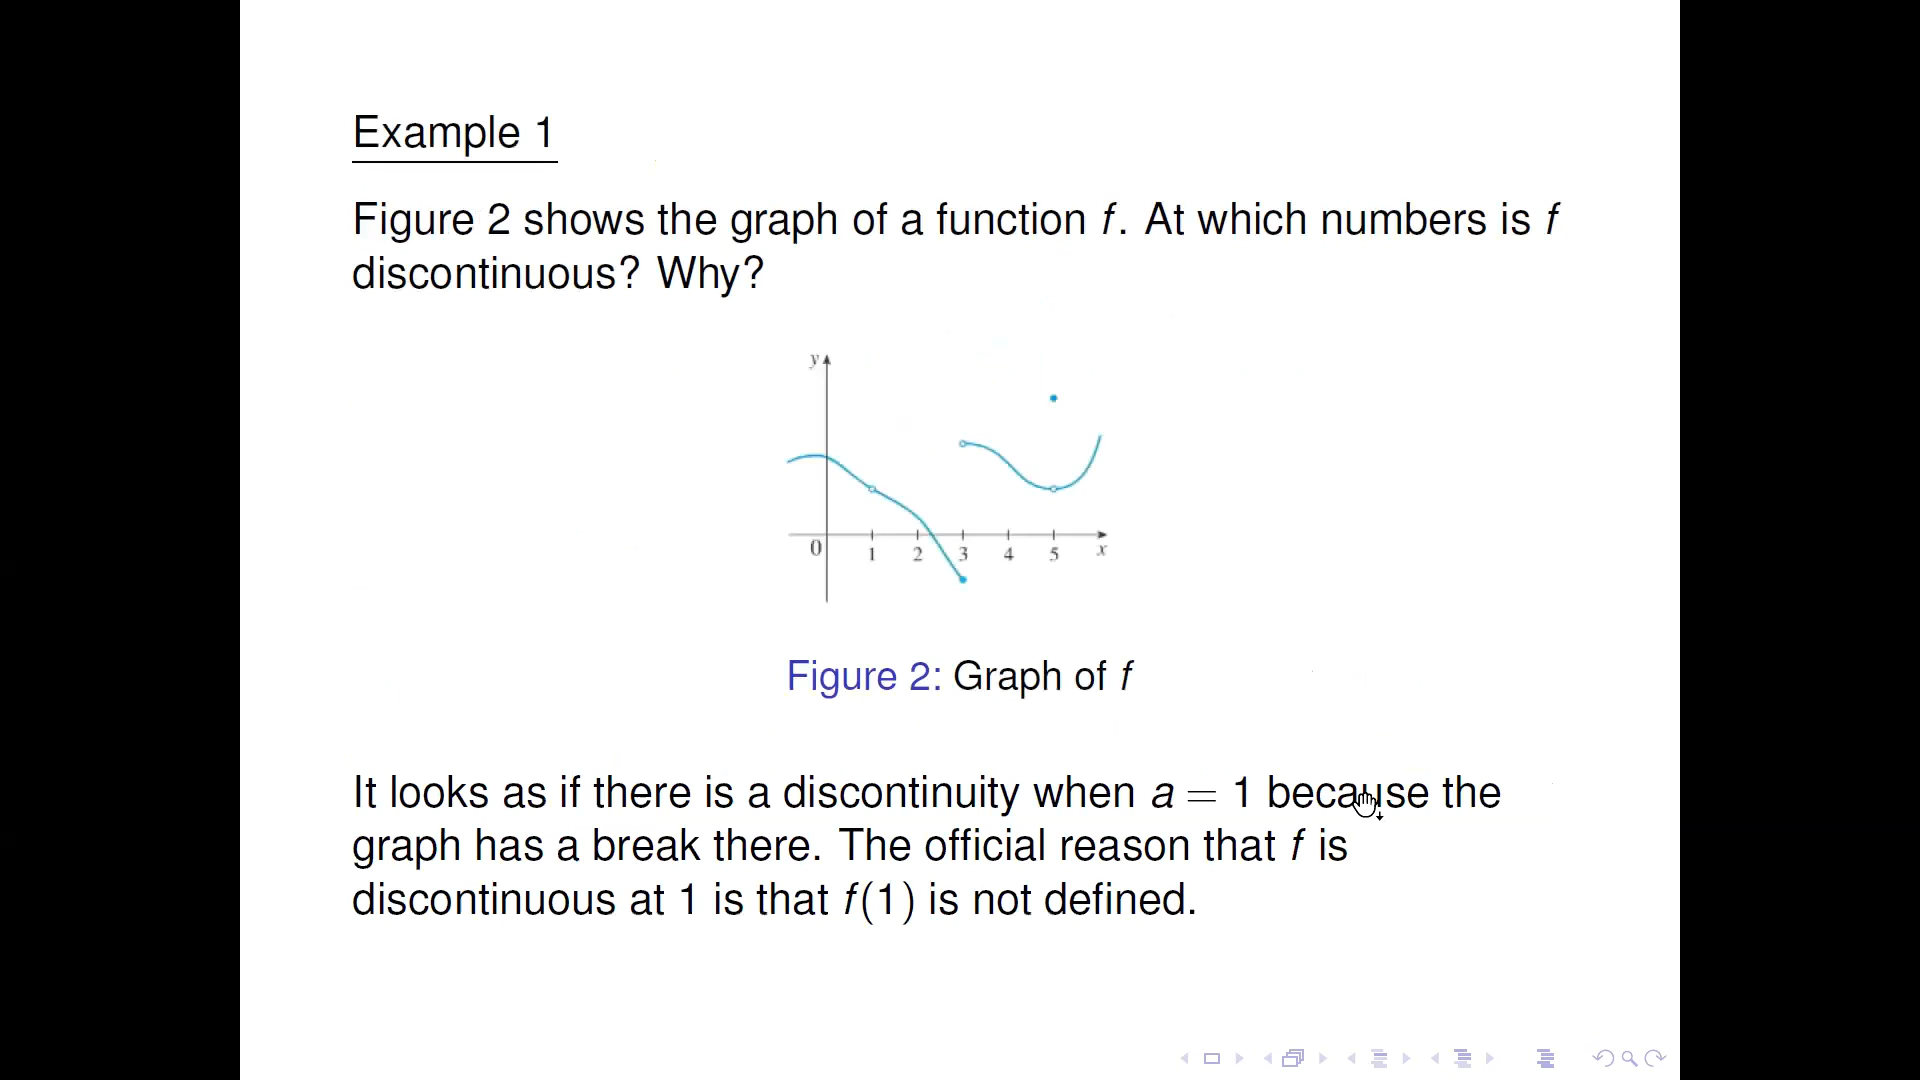 Example 1
Figure 2 shows the graph of a function f. At which numbers is f
discontinuous? Why?
y
0 1 2 3 4 5 x
Figure 2: Graph of f
It looks as if there is a discontinuity when a = 1 because the
graph has a break there. The official reason that f is
discontinuous at 1 is that f(1) is not defined.